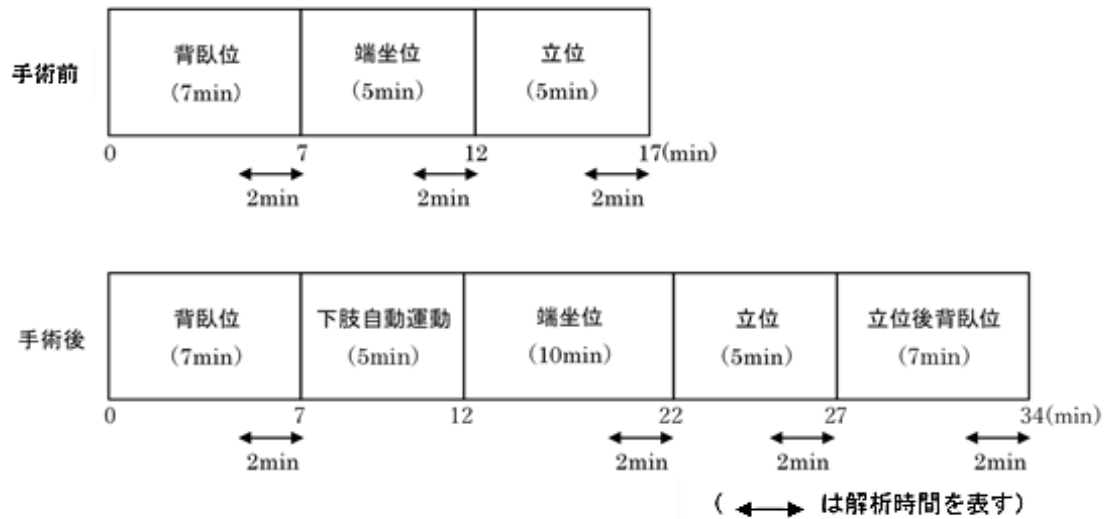 手術前
背臥位 端坐位 立位
(7min) (5min) (5min)
0 7 12 17(min)
2min 2min 2min
手術後
背臥位 下肢自動運動 端坐位 立位 立位後背臥位
(7min) (5min) (10min) (5min) (7min)
0 7 12 22 27 34(min)
2min 2min 2min 2min
( は解析時間を表す)